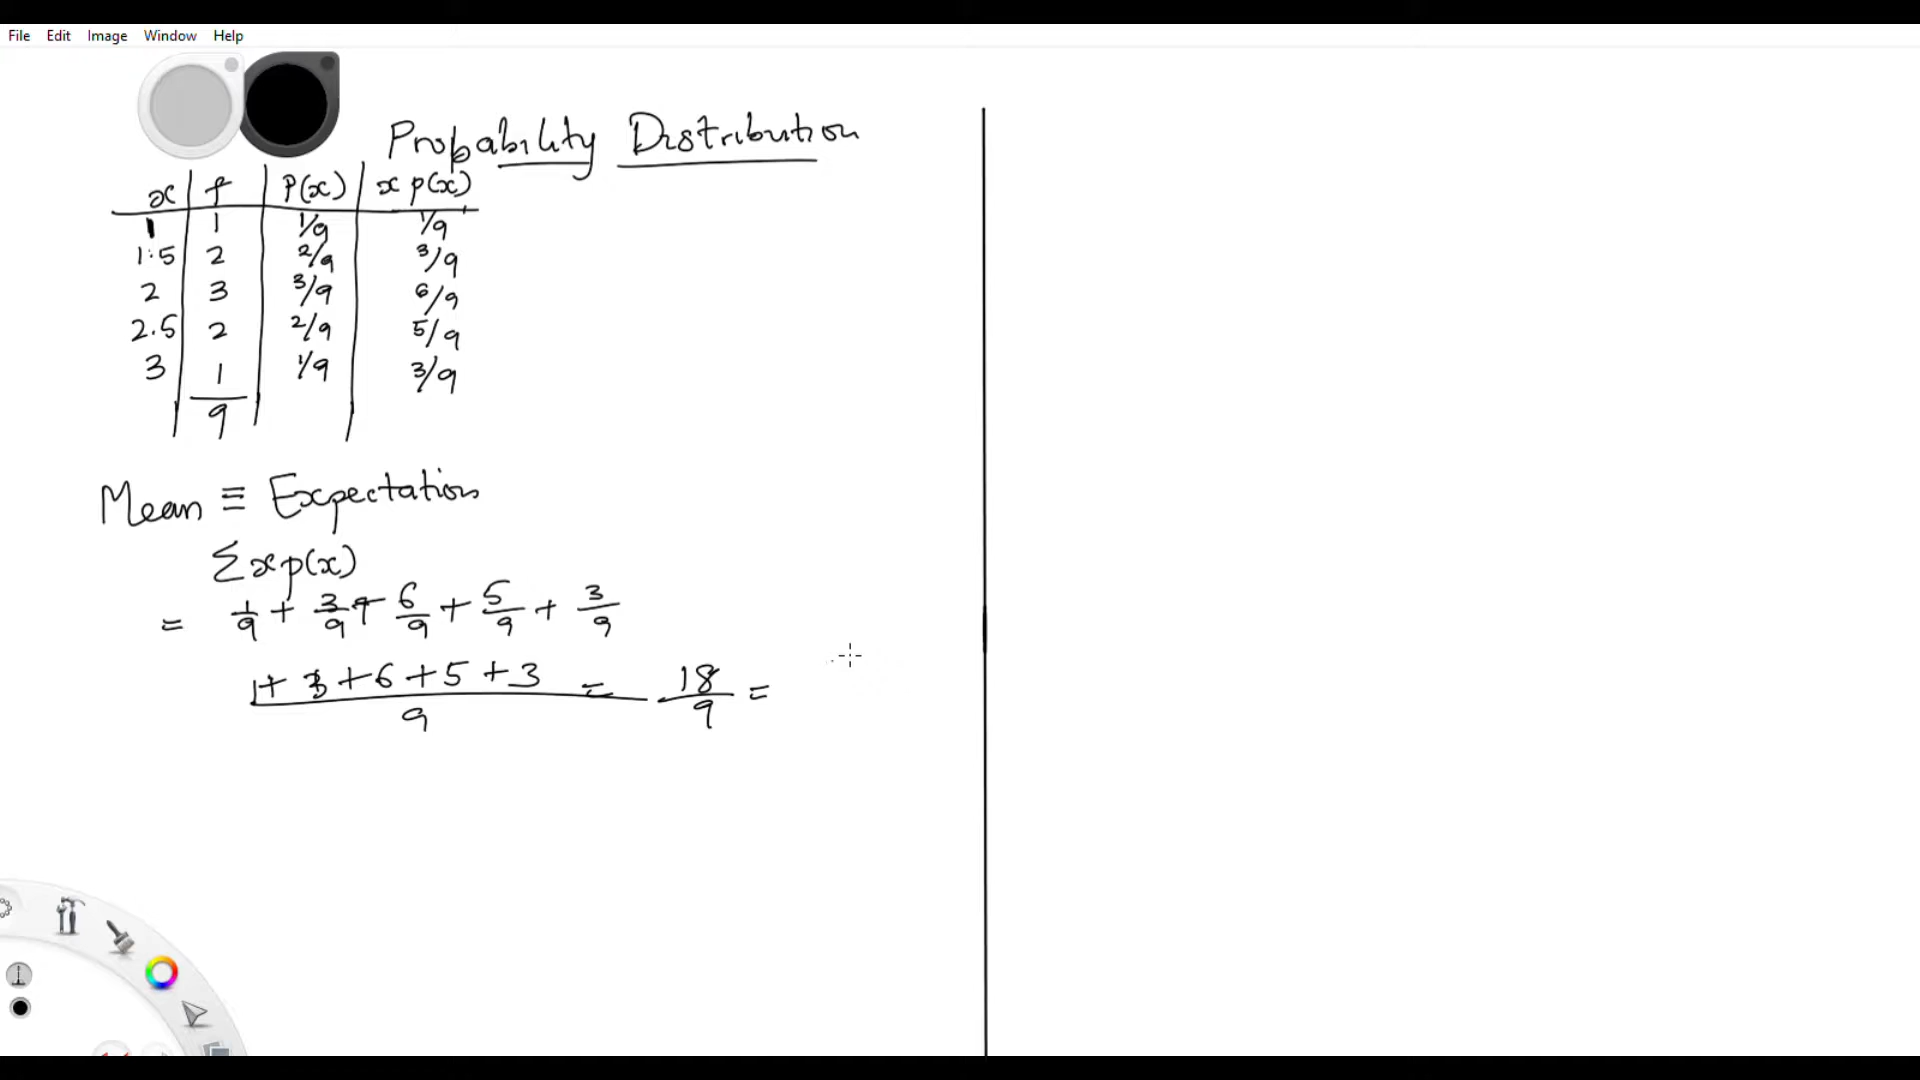 File Edit Image Window Help
Probability Distribution
x f P(x) x p(x)
1 1 1/9 1/9
1.5 2 2/9 3/9
2 3 3/9 6/9
2.5 2 2/9 5/9
3 1 1/9 3/9
9
Mean ≡ Expectation
Σxp(x)
= 1/9 + 3/9 + 6/9 + 5/9 + 3/9
1+3+6+5+3/9 = 18/9 =